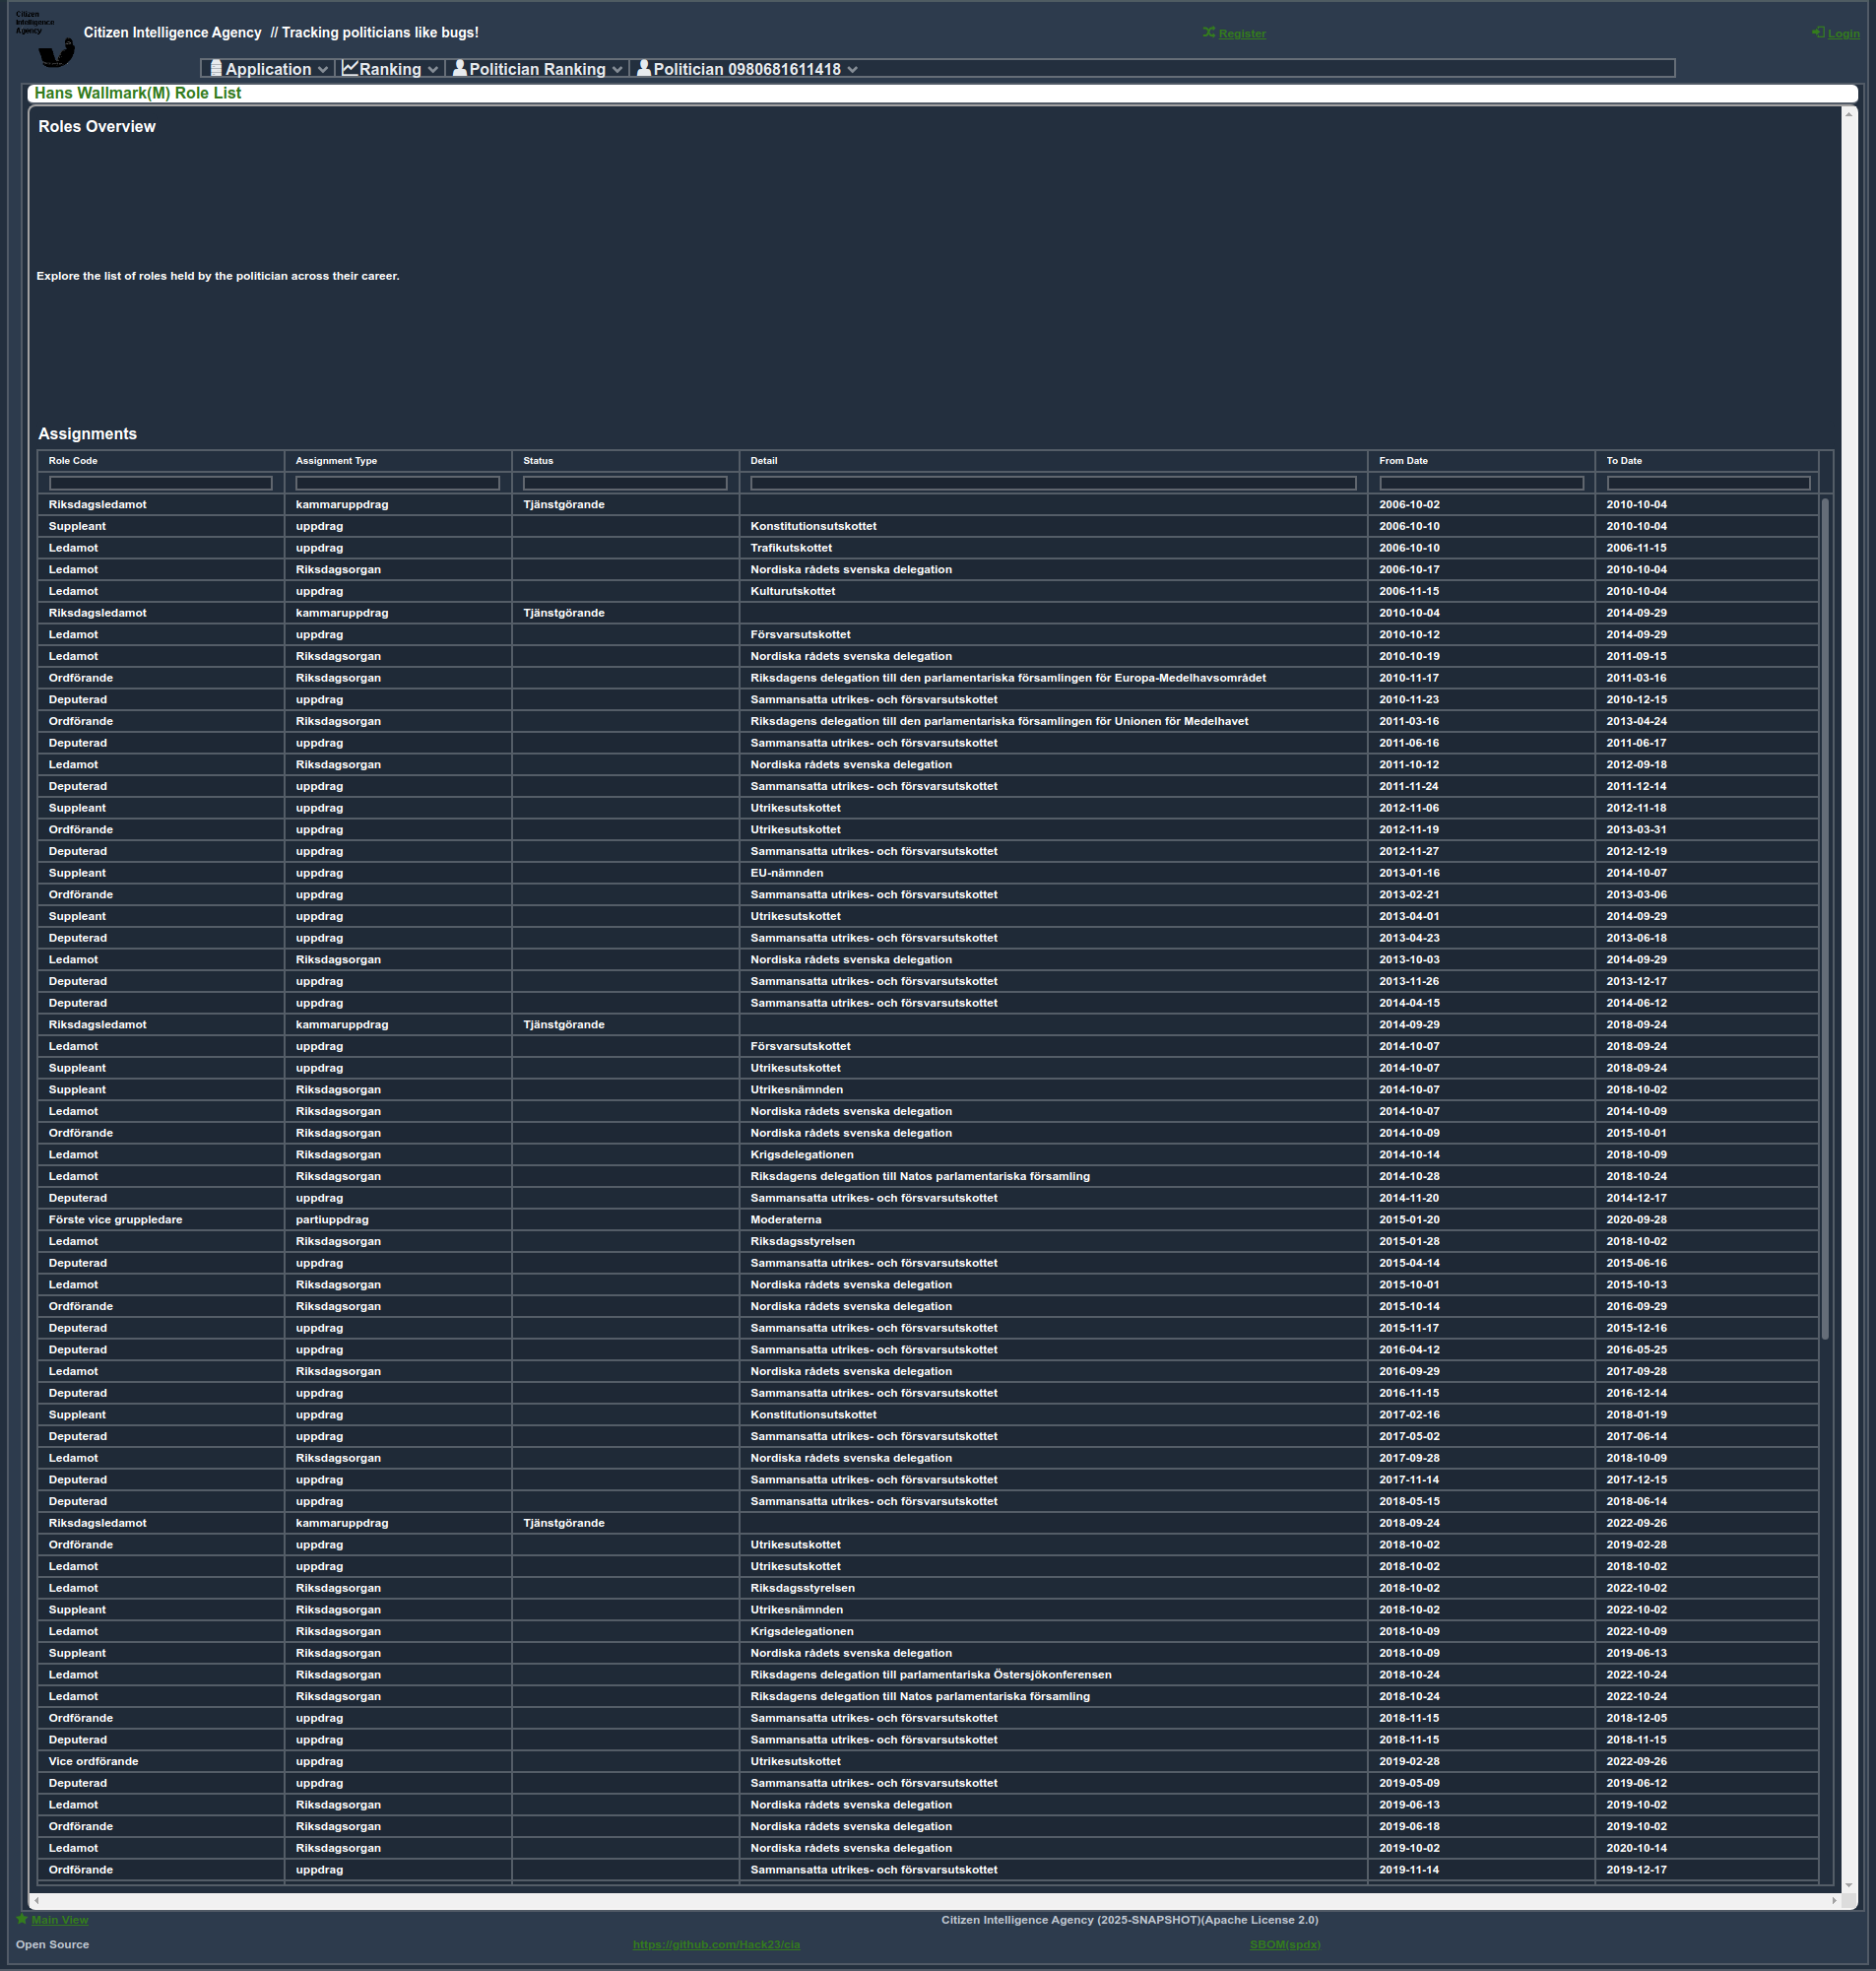 Citizen
Intelligence
Agency
Citizen Intelligence Agency // Tracking politicians like bugs!
Register
Login
Application Ranking Politician Ranking Politician 0980681611418
Hans Wallmark(M) Role List
Roles Overview
Explore the list of roles held by the politician across their career.
Assignments
Role Code Assignment Type Status Detail From Date To Date
Riksdagsledamot kammaruppdrag Tjänstgörande 2006-10-02 2010-10-04
Suppleant uppdrag Konstitutionsutskottet 2006-10-10 2010-10-04
Ledamot uppdrag Trafikutskottet 2006-10-10 2006-11-15
Ledamot Riksdagsorgan Nordiska rådets svenska delegation 2006-10-17 2010-10-04
Ledamot uppdrag Kulturutskottet 2006-11-15 2010-10-04
Riksdagsledamot kammaruppdrag Tjänstgörande 2010-10-04 2014-09-29
Ledamot uppdrag Försvarsutskottet 2010-10-12 2014-09-29
Ledamot Riksdagsorgan Nordiska rådets svenska delegation 2010-10-19 2011-09-15
Ordförande Riksdagsorgan Riksdagens delegation till den parlamentariska församlingen för Europa-Medelhavsområdet 2010-11-17 2011-03-16
Deputerad uppdrag Sammansatta utrikes- och försvarsutskottet 2010-11-23 2010-12-15
Ordförande Riksdagsorgan Riksdagens delegation till den parlamentariska församlingen för Unionen för Medelhavet 2011-03-16 2013-04-24
Deputerad uppdrag Sammansatta utrikes- och försvarsutskottet 2011-06-16 2011-06-17
Ledamot Riksdagsorgan Nordiska rådets svenska delegation 2011-10-12 2012-09-18
Deputerad uppdrag Sammansatta utrikes- och försvarsutskottet 2011-11-24 2011-12-14
Suppleant uppdrag Utrikesutskottet 2012-11-06 2012-11-18
Ordförande uppdrag Utrikesutskottet 2012-11-19 2013-03-31
Deputerad uppdrag Sammansatta utrikes- och försvarsutskottet 2012-11-27 2012-12-19
Suppleant uppdrag EU-nämnden 2013-01-16 2014-10-07
Ordförande uppdrag Sammansatta utrikes- och försvarsutskottet 2013-02-21 2013-03-06
Suppleant uppdrag Utrikesutskottet 2013-04-01 2014-09-29
Deputerad uppdrag Sammansatta utrikes- och försvarsutskottet 2013-04-23 2013-06-18
Ledamot Riksdagsorgan Nordiska rådets svenska delegation 2013-10-03 2014-09-29
Deputerad uppdrag Sammansatta utrikes- och försvarsutskottet 2013-11-26 2013-12-17
Deputerad uppdrag Sammansatta utrikes- och försvarsutskottet 2014-04-15 2014-06-12
Riksdagsledamot kammaruppdrag Tjänstgörande 2014-09-29 2018-09-24
Ledamot uppdrag Försvarsutskottet 2014-10-07 2018-09-24
Suppleant uppdrag Utrikesutskottet 2014-10-07 2018-09-24
Suppleant Riksdagsorgan Utrikesnämnden 2014-10-07 2018-10-02
Ledamot Riksdagsorgan Nordiska rådets svenska delegation 2014-10-07 2014-10-09
Ordförande Riksdagsorgan Nordiska rådets svenska delegation 2014-10-09 2015-10-01
Ledamot Riksdagsorgan Krigsdelegationen 2014-10-14 2018-10-09
Ledamot Riksdagsorgan Riksdagens delegation till Natos parlamentariska församling 2014-10-28 2018-10-24
Deputerad uppdrag Sammansatta utrikes- och försvarsutskottet 2014-11-20 2014-12-17
Förste vice gruppledare partiuppdrag Moderaterna 2015-01-20 2020-09-28
Ledamot Riksdagsorgan Riksdagsstyrelsen 2015-01-28 2018-10-02
Deputerad uppdrag Sammansatta utrikes- och försvarsutskottet 2015-04-14 2015-06-16
Ledamot Riksdagsorgan Nordiska rådets svenska delegation 2015-10-01 2015-10-13
Ordförande Riksdagsorgan Nordiska rådets svenska delegation 2015-10-14 2016-09-29
Deputerad uppdrag Sammansatta utrikes- och försvarsutskottet 2015-11-17 2015-12-16
Deputerad uppdrag Sammansatta utrikes- och försvarsutskottet 2016-04-12 2016-05-25
Ledamot Riksdagsorgan Nordiska rådets svenska delegation 2016-09-29 2017-09-28
Deputerad uppdrag Sammansatta utrikes- och försvarsutskottet 2016-11-15 2016-12-14
Suppleant uppdrag Konstitutionsutskottet 2017-02-16 2018-01-19
Deputerad uppdrag Sammansatta utrikes- och försvarsutskottet 2017-05-02 2017-06-14
Ledamot Riksdagsorgan Nordiska rådets svenska delegation 2017-09-28 2018-10-09
Deputerad uppdrag Sammansatta utrikes- och försvarsutskottet 2017-11-14 2017-12-15
Deputerad uppdrag Sammansatta utrikes- och försvarsutskottet 2018-05-15 2018-06-14
Riksdagsledamot kammaruppdrag Tjänstgörande 2018-09-24 2022-09-26
Ordförande uppdrag Utrikesutskottet 2018-10-02 2019-02-28
Ledamot uppdrag Utrikesutskottet 2018-10-02 2018-10-02
Ledamot Riksdagsorgan Riksdagsstyrelsen 2018-10-02 2022-10-02
Suppleant Riksdagsorgan Utrikesnämnden 2018-10-02 2022-10-02
Ledamot Riksdagsorgan Krigsdelegationen 2018-10-09 2022-10-09
Suppleant Riksdagsorgan Nordiska rådets svenska delegation 2018-10-09 2019-06-13
Ledamot Riksdagsorgan Riksdagens delegation till parlamentariska Östersjökonferensen 2018-10-24 2022-10-24
Ledamot Riksdagsorgan Riksdagens delegation till Natos parlamentariska församling 2018-10-24 2022-10-24
Ordförande uppdrag Sammansatta utrikes- och försvarsutskottet 2018-11-15 2018-12-05
Deputerad uppdrag Sammansatta utrikes- och försvarsutskottet 2018-11-15 2018-11-15
Vice ordförande uppdrag Utrikesutskottet 2019-02-28 2022-09-26
Deputerad uppdrag Sammansatta utrikes- och försvarsutskottet 2019-05-09 2019-06-12
Ledamot Riksdagsorgan Nordiska rådets svenska delegation 2019-06-13 2019-10-02
Ordförande Riksdagsorgan Nordiska rådets svenska delegation 2019-06-18 2019-10-02
Ledamot Riksdagsorgan Nordiska rådets svenska delegation 2019-10-02 2020-10-14
Ordförande uppdrag Sammansatta utrikes- och försvarsutskottet 2019-11-14 2019-12-17
Main View
Citizen Intelligence Agency (2025-SNAPSHOT)(Apache License 2.0)
Open Source
https://github.com/Hack23/cia
SBOM(spdx)